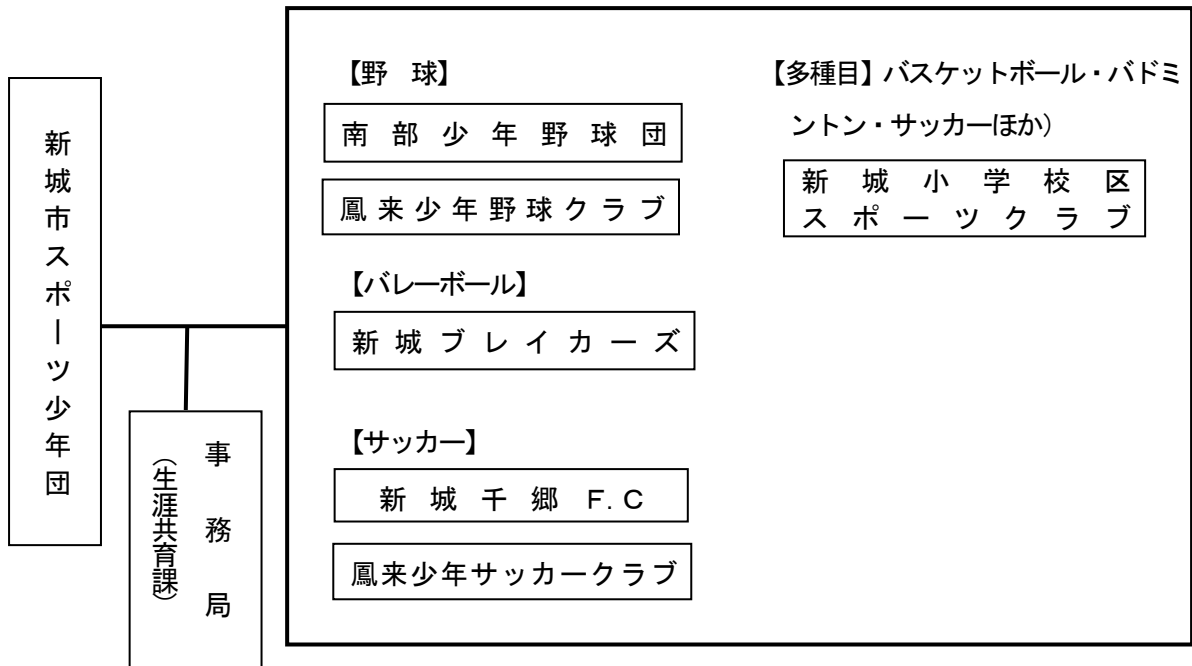 新城市スポーツ少年団
事務局
(生涯共育課)
【野　球】
南部少年野球団
鳳来少年野球クラブ
【バレーボール】
新城ブレイカーズ
【サッカー】
新城千郷 F.C
鳳来少年サッカークラブ
【多種目】バスケットボール・バドミ
ントン・サッカーほか）
新城小学校区
スポーツクラブ